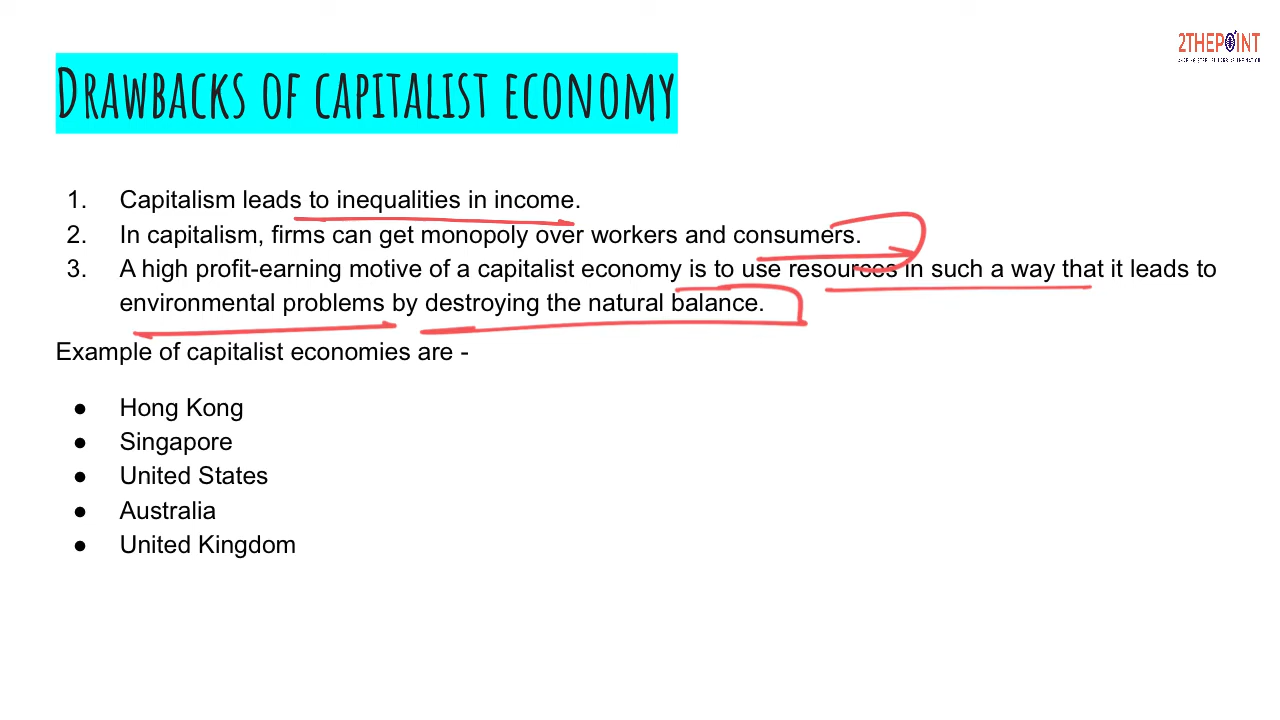 2THEPOINT
DRAWBACKS OF CAPITALIST ECONOMY
1. Capitalism leads to inequalities in income.
2. In capitalism, firms can get monopoly over workers and consumers.
3. A high profit-earning motive of a capitalist economy is to use resources in such a way that it leads to
environmental problems by destroying the natural balance.
Example of capitalist economies are -
● Hong Kong
● Singapore
● United States
● Australia
● United Kingdom